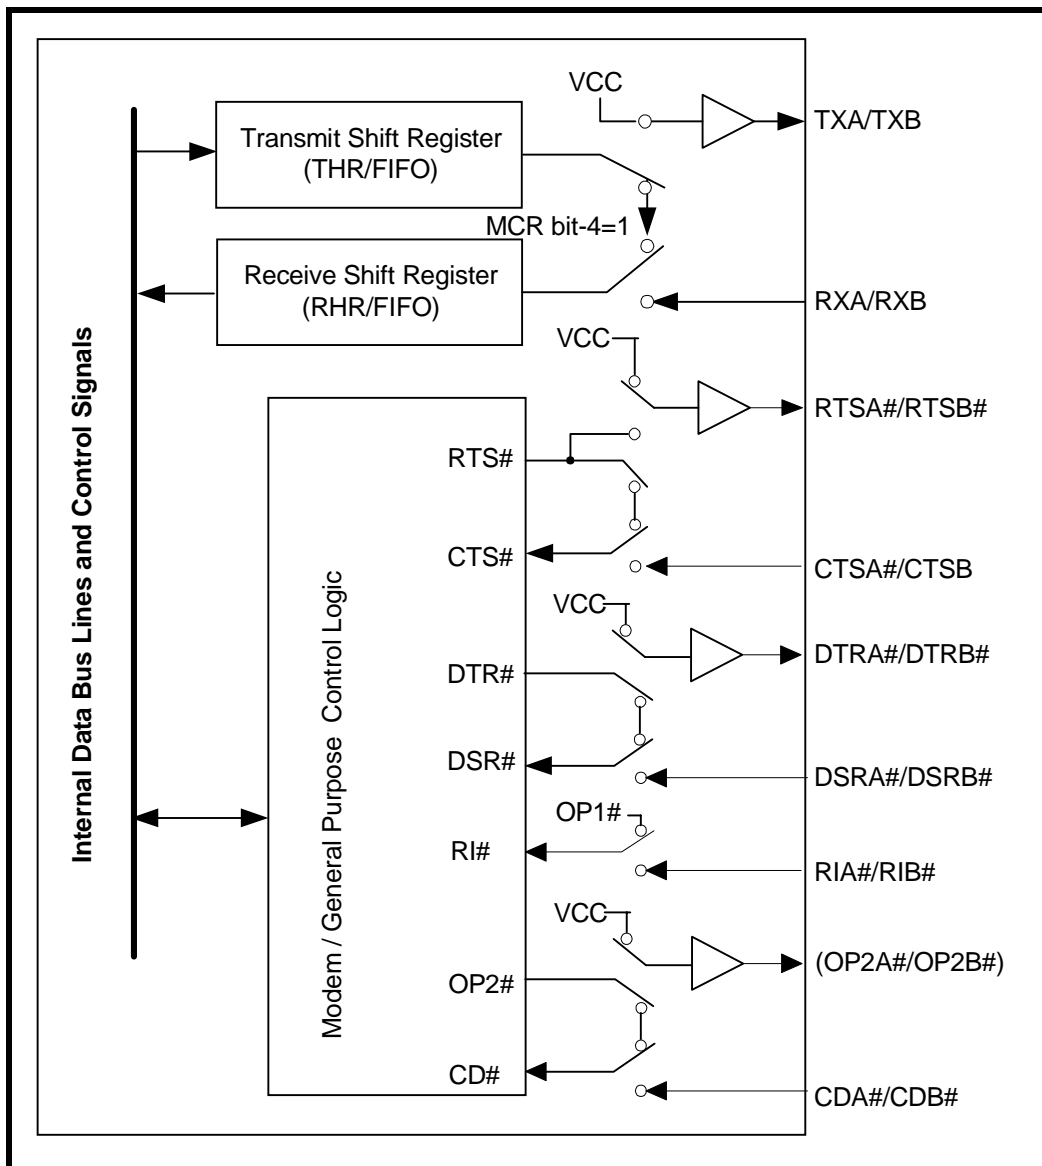 VCC
TXA/TXB
Transmit Shift Register
(THR/FIFO)
MCR bit-4=1
Receive Shift Register
(RHR/FIFO)
RXA/RXB
VCC
RTSA#/RTSB#
Internal Data Bus Lines and Control Signals
Modem / General Purpose Control Logic
RTS#
CTS#
CTSA#/CTSB
VCC
DTRA#/DTRB#
DTR#
DSR#
DSRA#/DSRB#
OP1#
RI#
RIA#/RIB#
VCC
(OP2A#/OP2B#)
OP2#
CD#
CDA#/CDB#